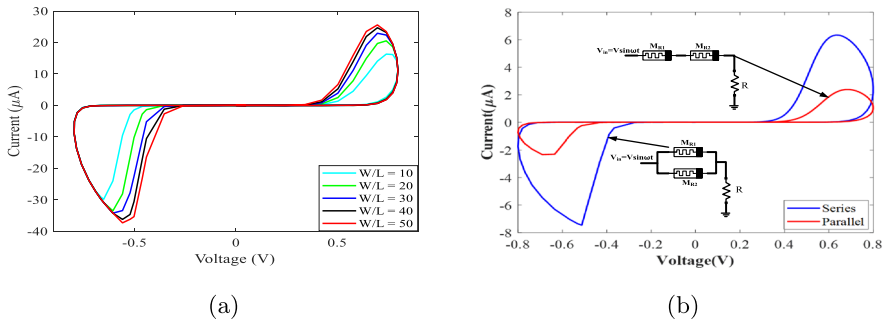 30
20
10
0
-10
-20
-30
-40
Current(μA)
-0.5
0
0.5
Voltage (V)
W/L = 10
W/L = 20
W/L = 30
W/L = 40
W/L = 50
(a)
8
6
4
2
0
-2
-4
-6
-8
Current(μA)
-0.8
-0.6
-0.4
-0.2
0
0.2
0.4
0.6
0.8
Voltage(V)
Vin=Vsinωt
MR1
MR2
R
Vin=Vsinωt
MR1
MR2
R
Series
Parallel
(b)